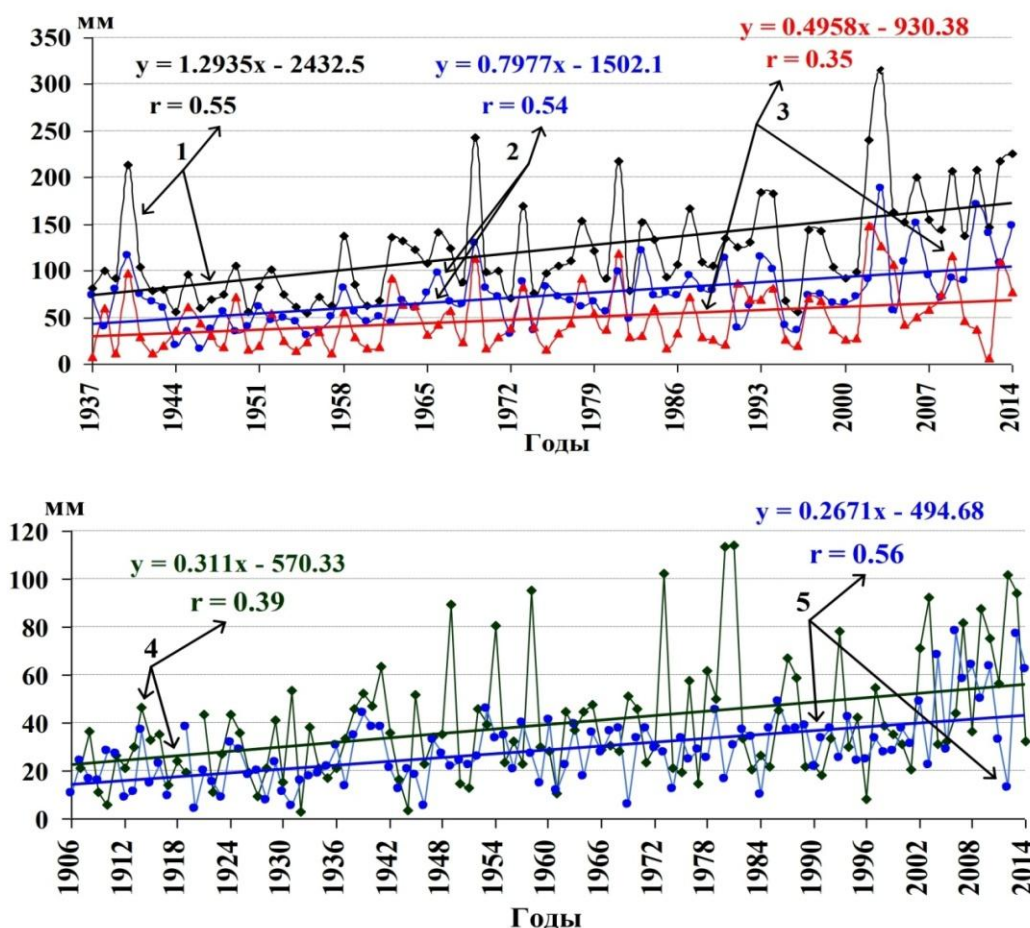 мм
350
300
250
200
150
100
50
0
y = 1.2935x - 2432.5
r = 0.55
y = 0.7977x - 1502.1
r = 0.54
y = 0.4958x - 930.38
r = 0.35
1
2
3
1937 1944 1951 1958 1965 1972 1979 1986 1993 2000 2007 2014
Годы
мм
120
100
80
60
40
20
0
y = 0.311x - 570.33
r = 0.39
y = 0.2671x - 494.68
r = 0.56
4
5
1906 1912 1918 1924 1930 1936 1942 1948 1954 1960 1966 1972 1978 1984 1990 1996 2002 2008 2014
Годы